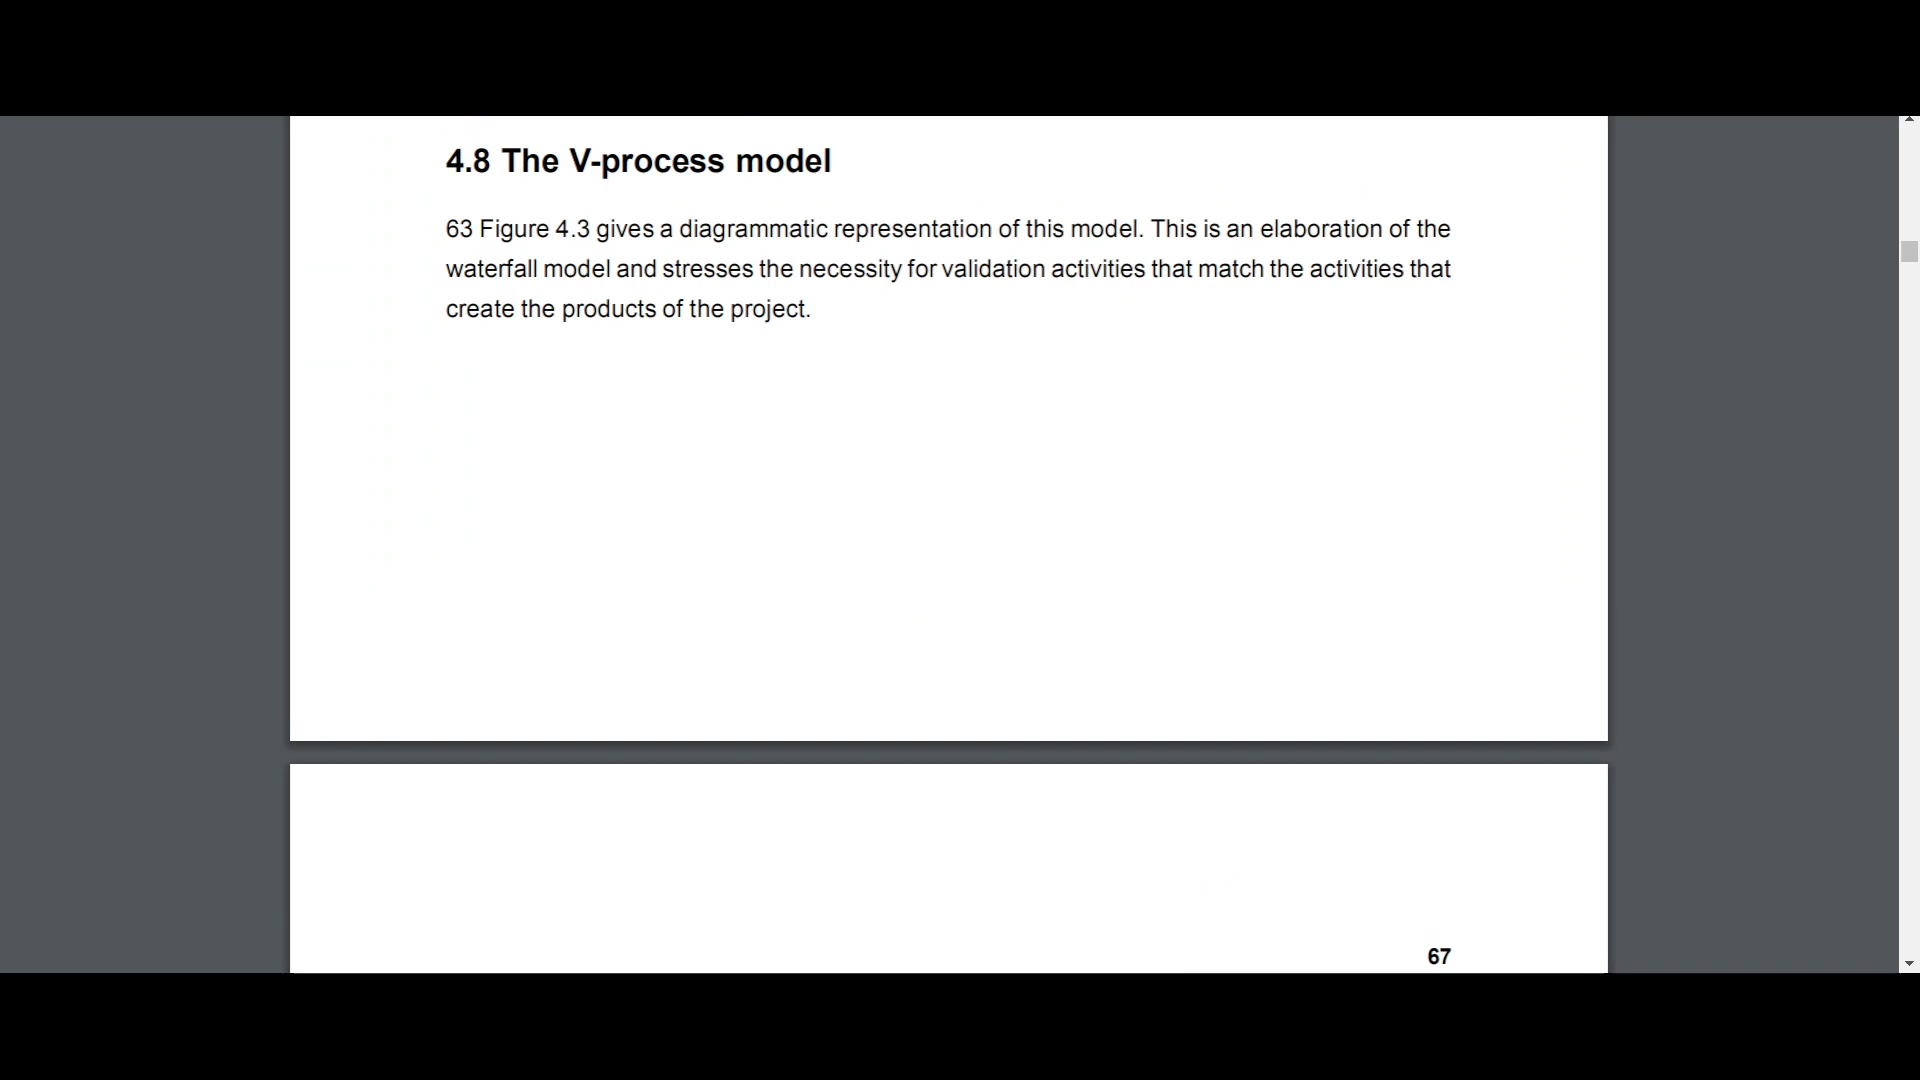 4.8 The V-process model
63 Figure 4.3 gives a diagrammatic representation of this model. This is an elaboration of the
waterfall model and stresses the necessity for validation activities that match the activities that
create the products of the project.
67